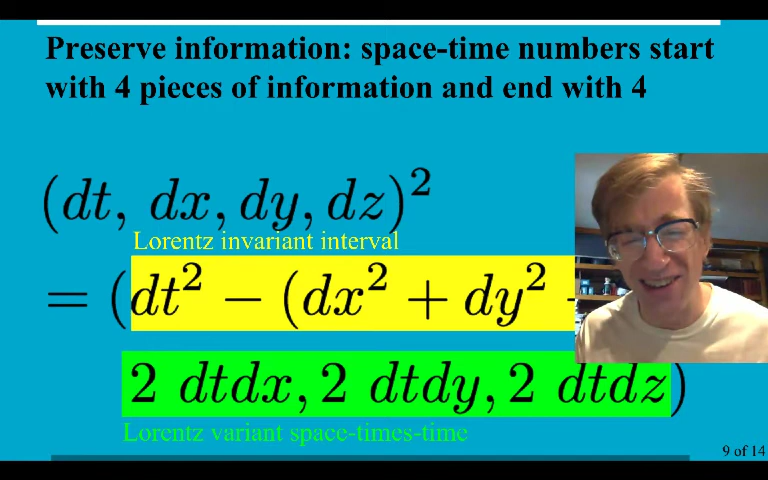 Preserve information: space-time numbers start
with 4 pieces of information and end with 4
(dt, dx, dy, dz)²
Lorentz invariant interval
= (dt² − (dx² + dy²
2 dtdx, 2 dtdy, 2 dtdz)
Lorentz variant space-times-time
9 of 14